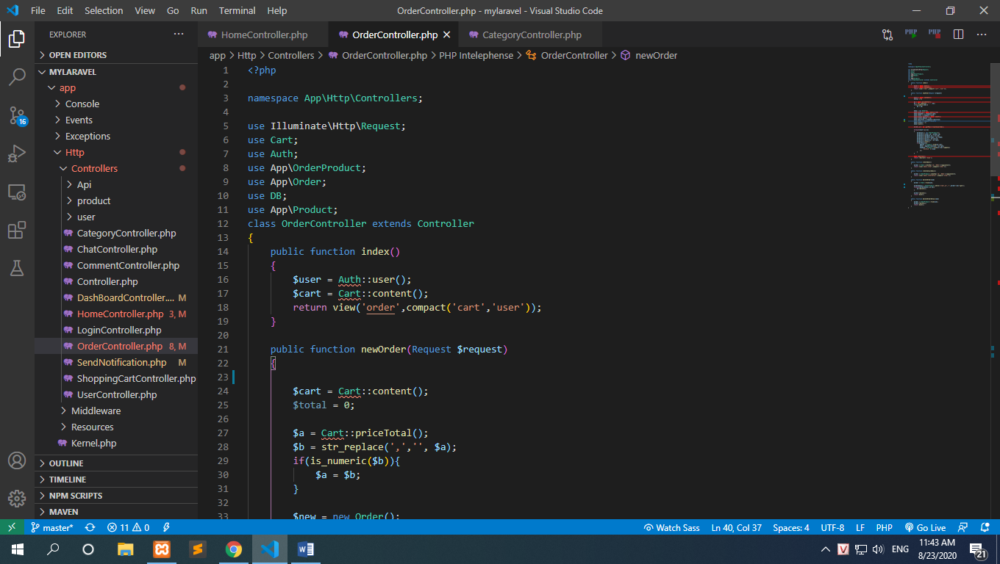 File Edit Selection View Go Run Terminal Help OrderController.php - mylaravel - Visual Studio Code
EXPLORER
OPEN EDITORS
MYLARAVEL
app
Console
Events
Exceptions
Http
Controllers
Api
product
user
CategoryController.php
ChatController.php
CommentController.php
Controller.php
DashBoardController.... M
HomeController.php 3, M
LoginController.php
OrderController.php 8, M
SendNotification.php M
ShoppingCartController.php
UserController.php
Middleware
Resources
Kernel.php
OUTLINE
TIMELINE
NPM SCRIPTS
MAVEN
16
HomeController.php OrderController.php CategoryController.php
PHP PHP
app > Http > Controllers > OrderController.php > PHP Intelephense > OrderController > newOrder
1 <?php
2
3 namespace App\Http\Controllers;
4
5 use Illuminate\Http\Request;
6 use Cart;
7 use Auth;
8 use App\OrderProduct;
9 use App\Order;
10 use DB;
11 use App\Product;
12 class OrderController extends Controller
13 {
14 public function index()
15 {
16 $user = Auth::user();
17 $cart = Cart::content();
18 return view('order',compact('cart','user'));
19 }
20
21 public function newOrder(Request $request)
22 {
23
24 $cart = Cart::content();
25 $total = 0;
26
27 $a = Cart::priceTotal();
28 $b = str_replace(',','', $a);
29 if(is_numeric($b)){
30 $a = $b;
31 }
32
33 $new = new Order();
master* 11 0 Watch Sass Ln 40, Col 37 Spaces: 4 UTF-8 LF PHP Go Live
ENG 11:43 AM
8/23/2020 21